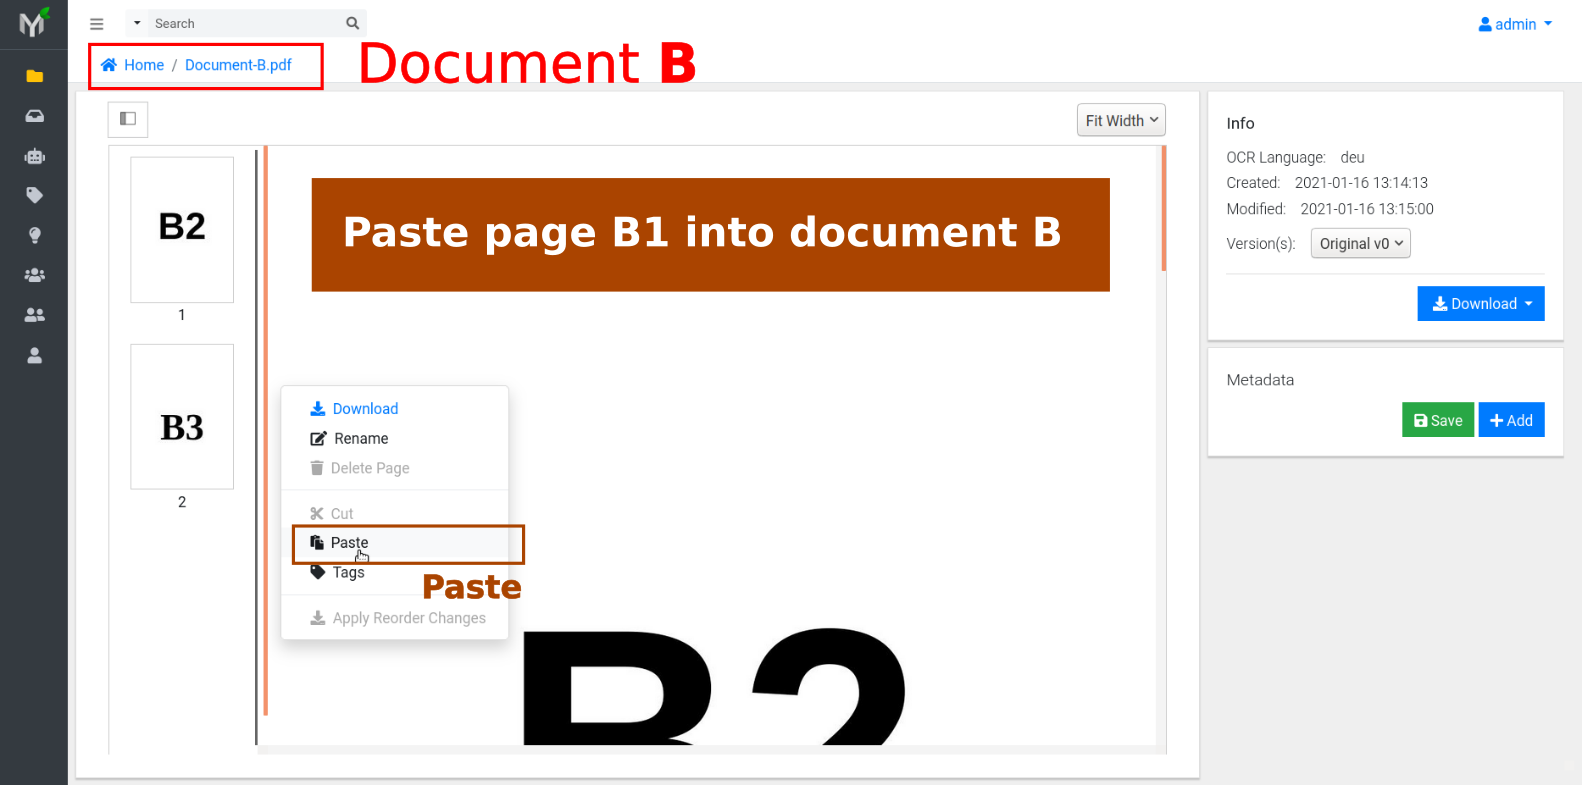 Search
admin
Home / Document-B.pdf
Document B
Fit Width
B2
1
B3
2
Paste page B1 into document B
Download
Rename
Delete Page
Cut
Paste
Tags
Paste
Apply Reorder Changes
B2
Info
OCR Language: deu
Created: 2021-01-16 13:14:13
Modified: 2021-01-16 13:15:00
Version(s): Original v0
Download
Metadata
Save
Add